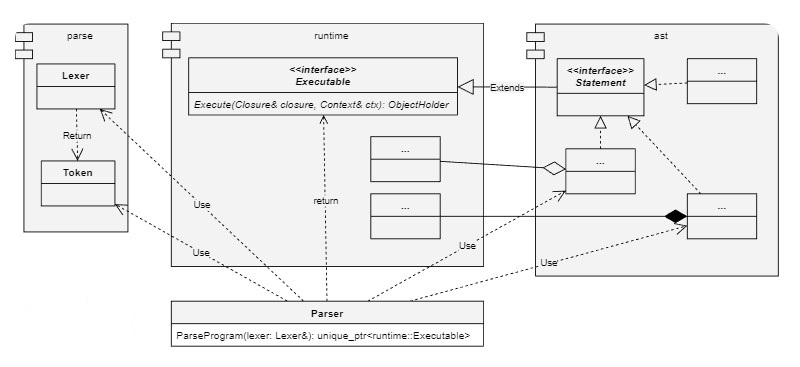 parse
Lexer
Return
Token
runtime
<<interface>>
Executable
Execute(Closure& closure, Context& ctx): ObjectHolder
...
...
Extends
ast
<<interface>>
Statement
...
...
...
Use
Use
return
Use
Use
Parser
ParseProgram(lexer: Lexer&): unique_ptr<runtime::Executable>